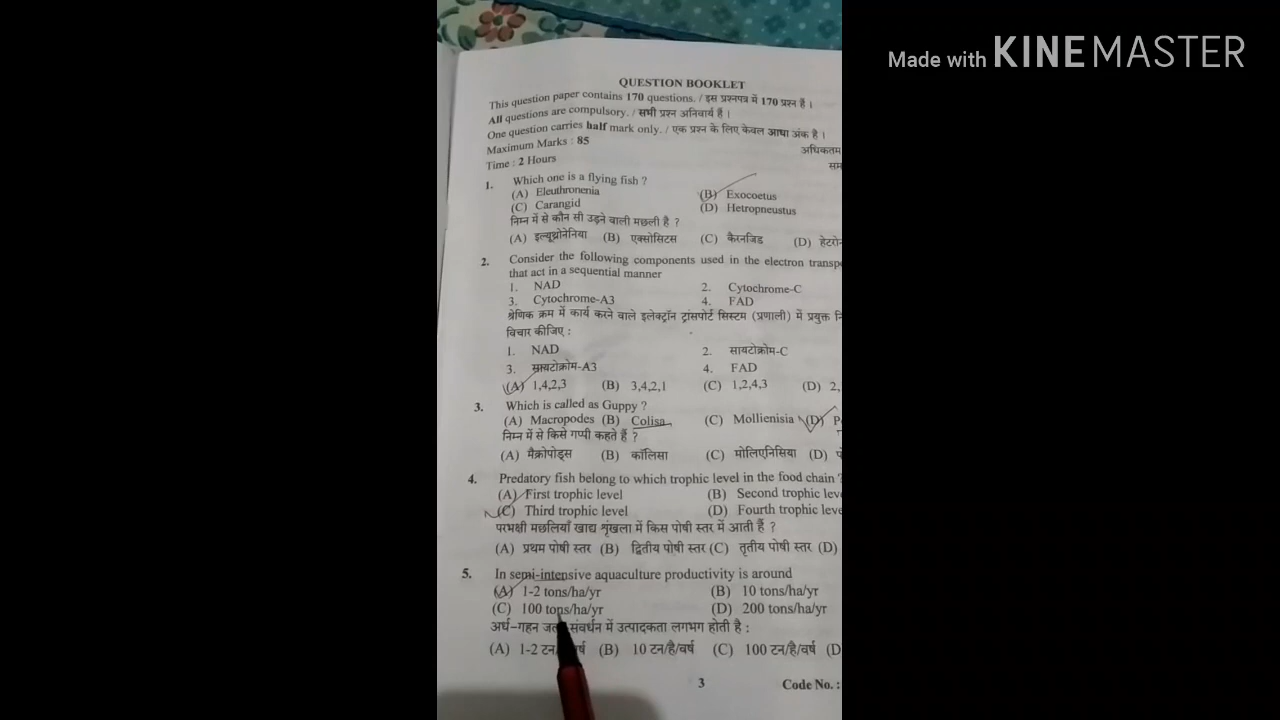 Made with KINEMASTER
QUESTION BOOKLET
This question paper contains 170 questions. / इस प्रश्नपत्र में 170 प्रश्न हैं ।
All questions are compulsory. / सभी प्रश्न अनिवार्य हैं ।
One question carries half mark only. / एक प्रश्न के लिए केवल आधा अंक है ।
Maximum Marks : 85 अधिकतम
Time : 2 Hours
1. Which one is a flying fish ?
(A) Eleuthronenia (B) Exocoetus
(C) Carangid (D) Hetropneustus
निम्न में से कौन सी उड़ने वाली मछली है ?
(A) इल्यूथ्रोनेनिया (B) एक्सोसिटस (C) कैरनजिड (D)
2. Consider the following components used in the electron
that act in a sequential manner
1. NAD 2. Cytochrome-C
3. Cytochrome-A3 4. FAD
श्रेणिक क्रम में कार्य करने वाले इलेक्ट्रॉन ट्रांसपोर्ट सिस्टम (प्रणाली) में प्रयुक्त
विचार कीजिए :
1. NAD 2. सायटोक्रोम-C
3. सायटोक्रोम-A3 4. FAD
(A) 1,4,2,3 (B) 3,4,2,1 (C) 1,2,4,3 (D) 2,
3. Which is called as Guppy ?
(A) Macropodes (B) Colisa (C) Mollienisia (D) P
निम्न में से किसे गप्पी कहते हैं ?
(A) मैक्रोपोड्स (B) कॉलिसा (C) मोलिएनिसिया (D)
4. Predatory fish belong to which trophic level in the food chain ?
(A) First trophic level (B) Second trophic
(C) Third trophic level (D) Fourth trophic
परभक्षी मछलियाँ खाद्य शृंखला में किस पोषी स्तर में आती हैं ?
(A) प्रथम पोषी स्तर (B) द्वितीय पोषी स्तर (C) तृतीय पोषी स्तर (D)
5. In semi-intensive aquaculture productivity is around
(A) 1-2 tons/ha/yr (B) 10 tons/ha/yr
(C) 100 tons/ha/yr (D) 200 tons/ha/yr
अर्ध-गहन संवर्धन में उत्पादकता लगभग होती है :
(A) 1-2 (B) 10 टन/है/वर्ष (C) 100 टन/है/वर्ष (D
3 Code No. :